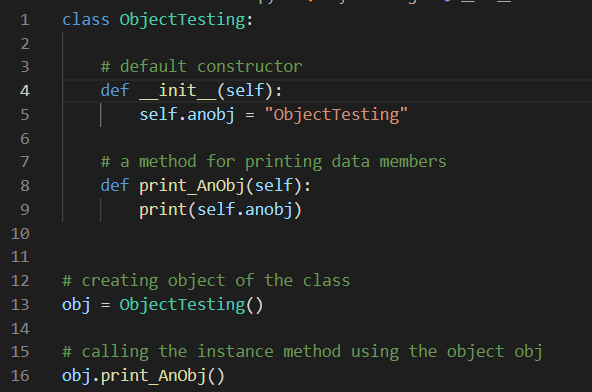 1 class ObjectTesting:
2
3 # default constructor
4 def __init__(self):
5 self.anobj = "ObjectTesting"
6
7 # a method for printing data members
8 def print_AnObj(self):
9 print(self.anobj)
10
11
12 # creating object of the class
13 obj = ObjectTesting()
14
15 # calling the instance method using the object obj
16 obj.print_AnObj()